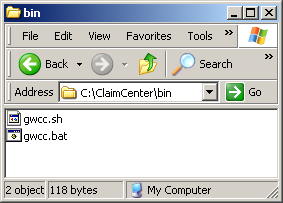 bin
File Edit View Favorites Tools »
Back Search »
Address C:\ClaimCenter\bin Go
gwcc.sh
gwcc.bat
2 object 118 bytes My Computer